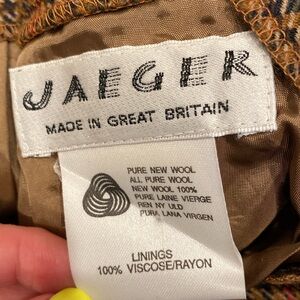 JAEGER
MADE IN GREAT BRITAIN
PURE NEW WOOL
ALL PURE WOOL
NEW WOOL 100%
PURE LAINE VIERGE
REN NY ULD
PURA LANA VIRGEN
LININGS
100% VISCOSE/RAYON